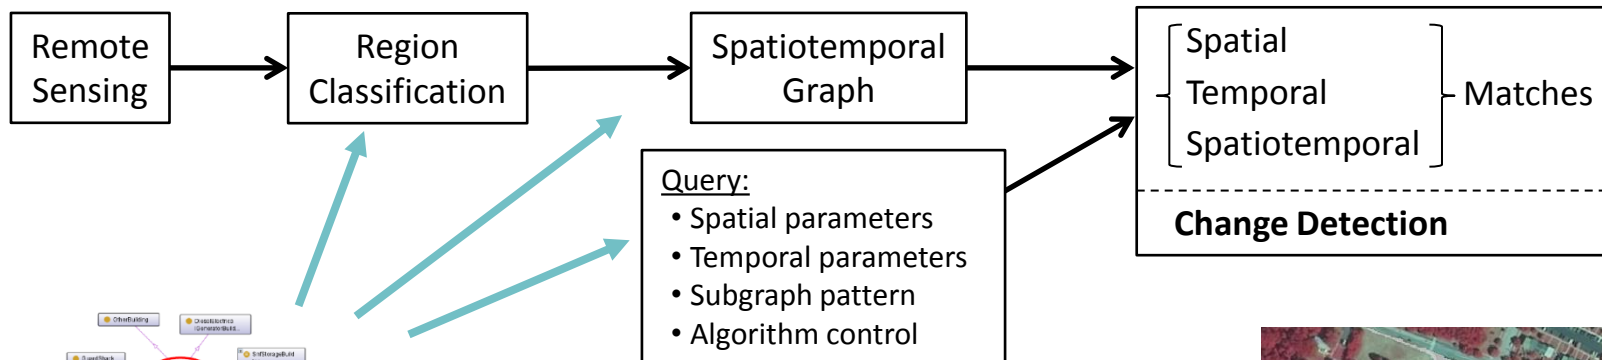 Remote
Sensing
Region
Classification
Spatiotemporal
Graph
Spatial
Temporal
Spatiotemporal
Matches
Change Detection
Query:
• Spatial parameters
• Temporal parameters
• Subgraph pattern
• Algorithm control
OtherBuilding